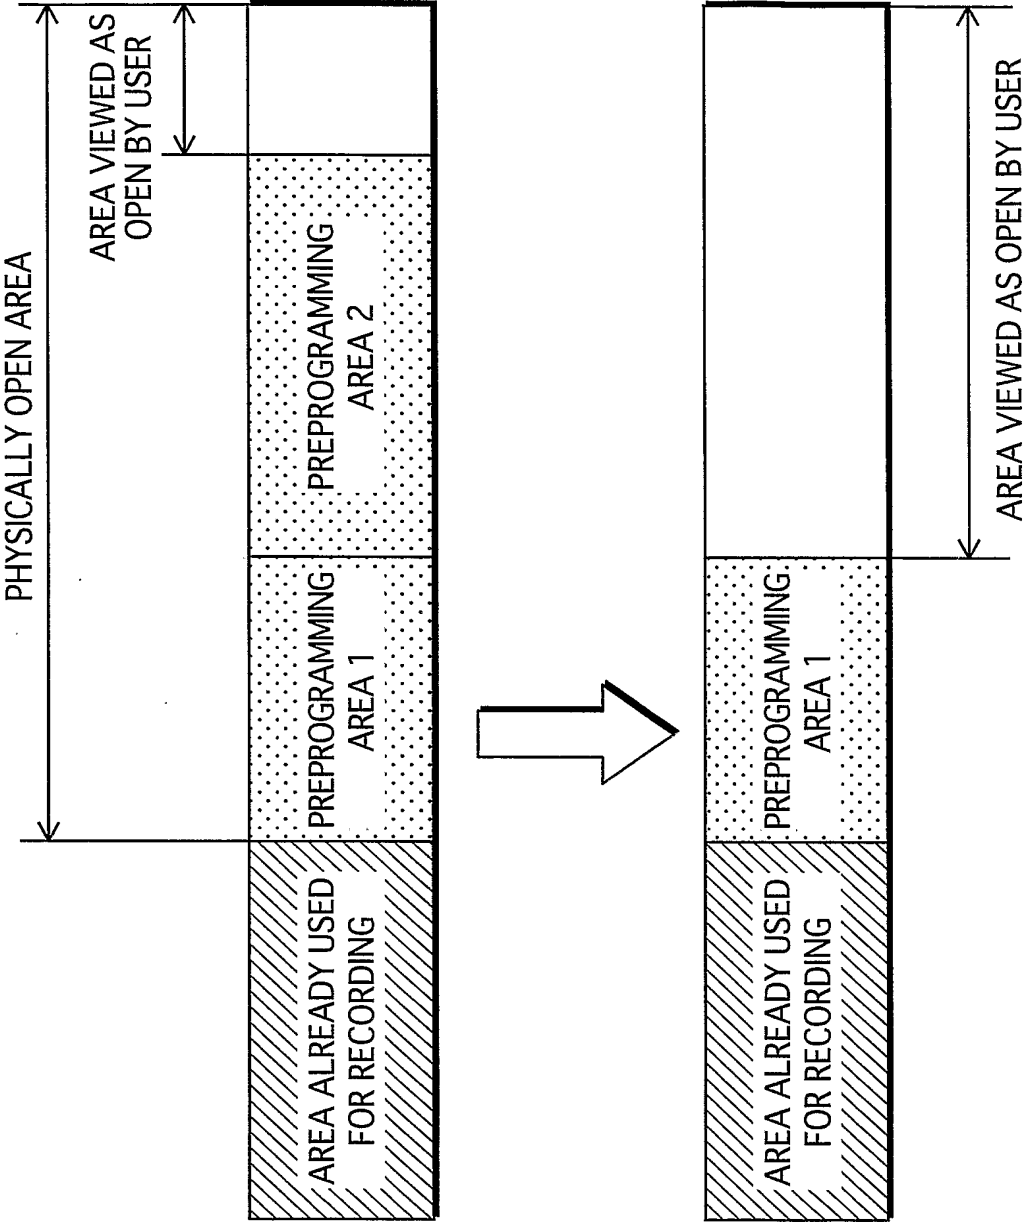 PHYSICALLY OPEN AREA
AREA VIEWED AS
OPEN BY USER
AREA ALREADY USED
FOR RECORDING
PREPROGRAMMING
AREA 1
PREPROGRAMMING
AREA 2
AREA ALREADY USED
FOR RECORDING
PREPROGRAMMING
AREA 1
AREA VIEWED AS OPEN BY USER